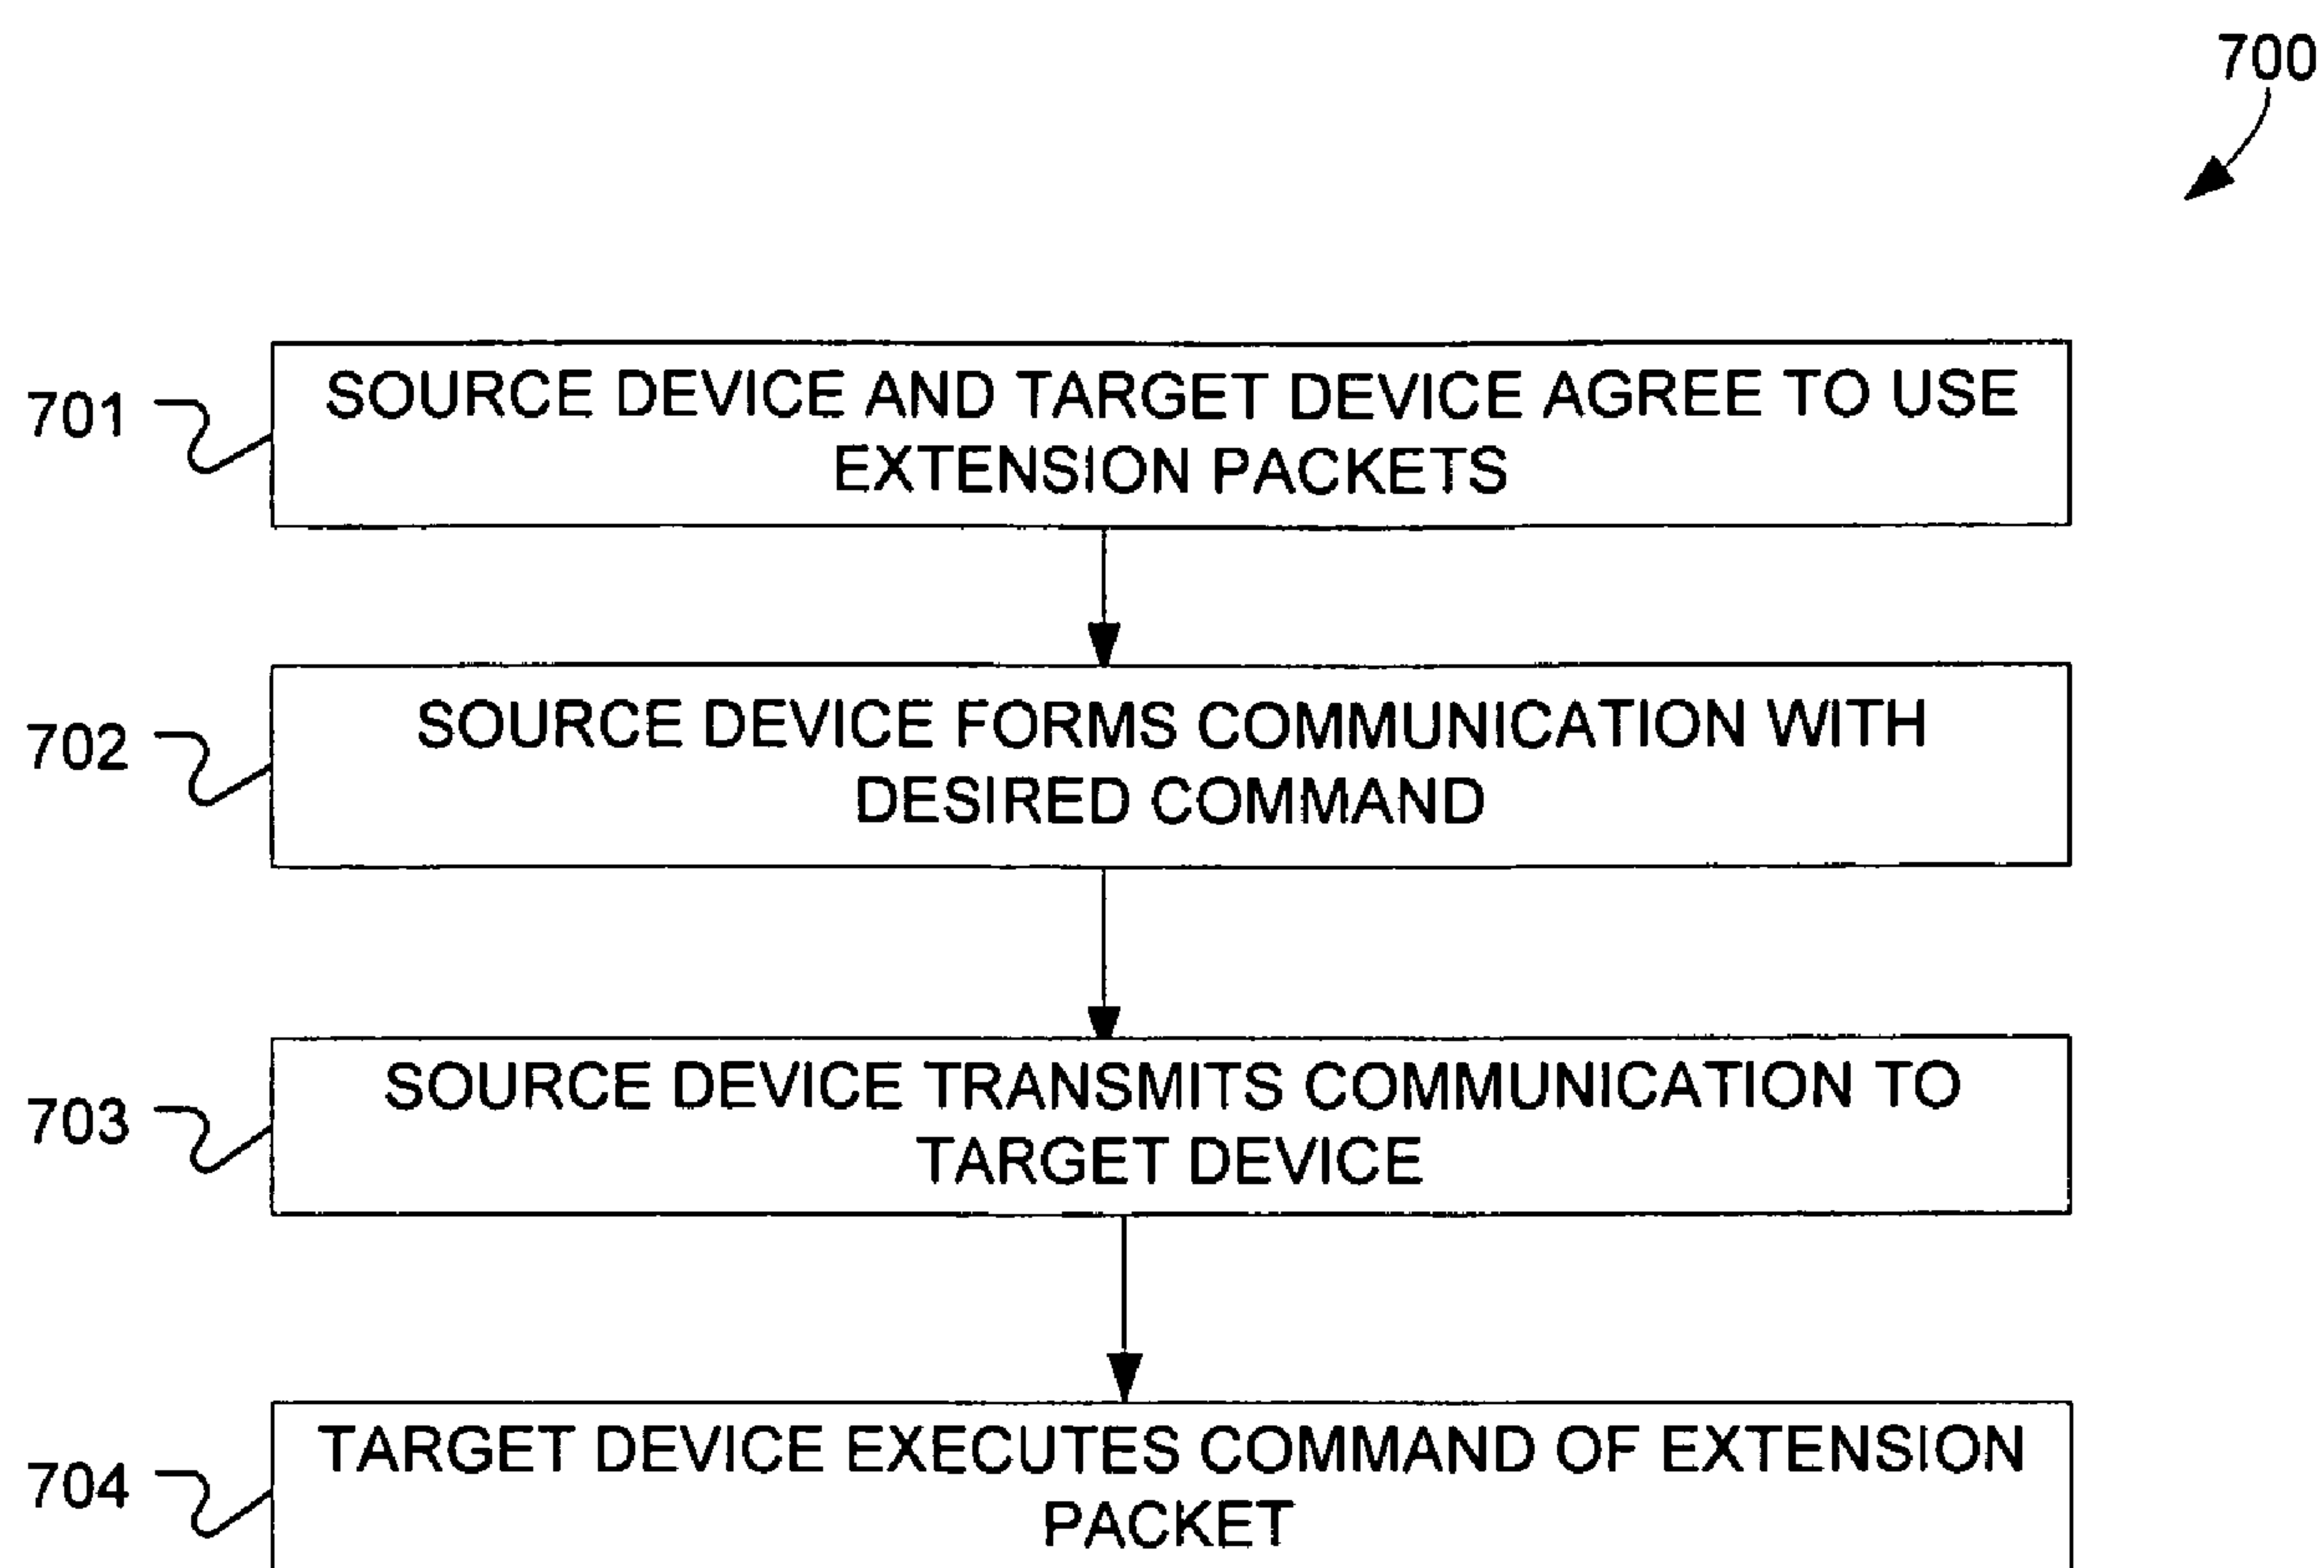 700
701
SOURCE DEVICE AND TARGET DEVICE AGREE TO USE
EXTENSION PACKETS
702
SOURCE DEVICE FORMS COMMUNICATION WITH
DESIRED COMMAND
703
SOURCE DEVICE TRANSMITS COMMUNICATION TO
TARGET DEVICE
704
TARGET DEVICE EXECUTES COMMAND OF EXTENSION
PACKET